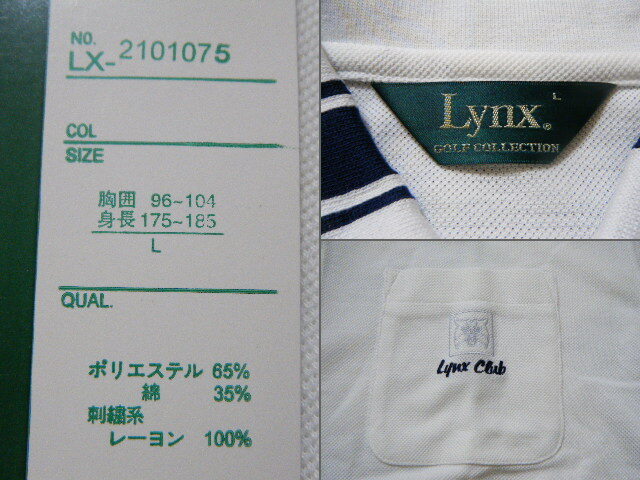 NO.
LX-2101075
COL
SIZE
胸囲 96~104
身長 175~185
L
QUAL.
ポリエステル 65%
綿 35%
刺繍系
レーヨン 100%
L
Lynx®
GOLF COLLECTION
Lynx Club